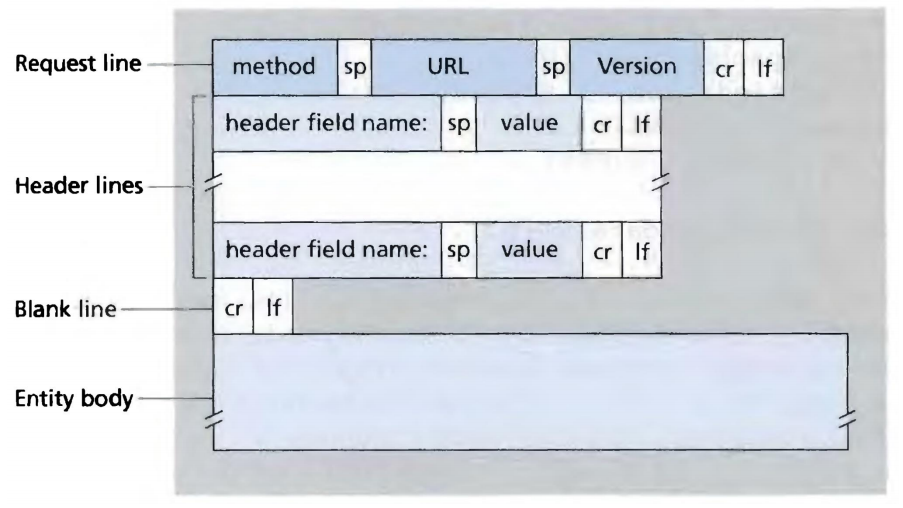 Request line method sp URL sp Version cr lf
header field name: sp value cr lf
Header lines
header field name: sp value cr lf
Blank line cr lf
Entity body